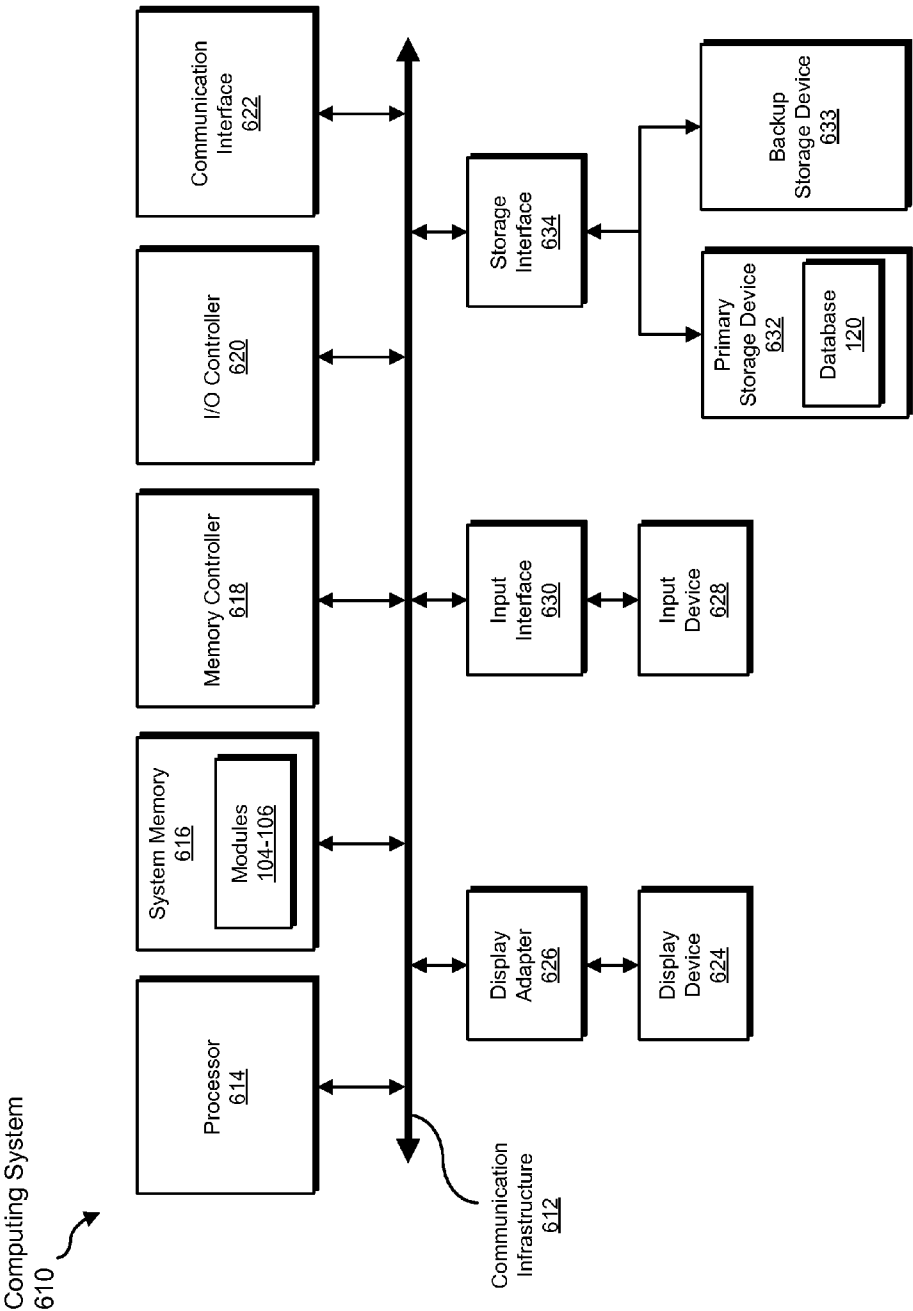 Computing System
610
Processor
614
System Memory
616
Modules
104-106
Memory Controller
618
I/O Controller
620
Communication
Interface
622
Communication
Infrastructure
612
Display
Adapter
626
Input
Interface
630
Storage
Interface
634
Display
Device
624
Input
Device
628
Primary
Storage Device
632
Database
120
Backup
Storage Device
633